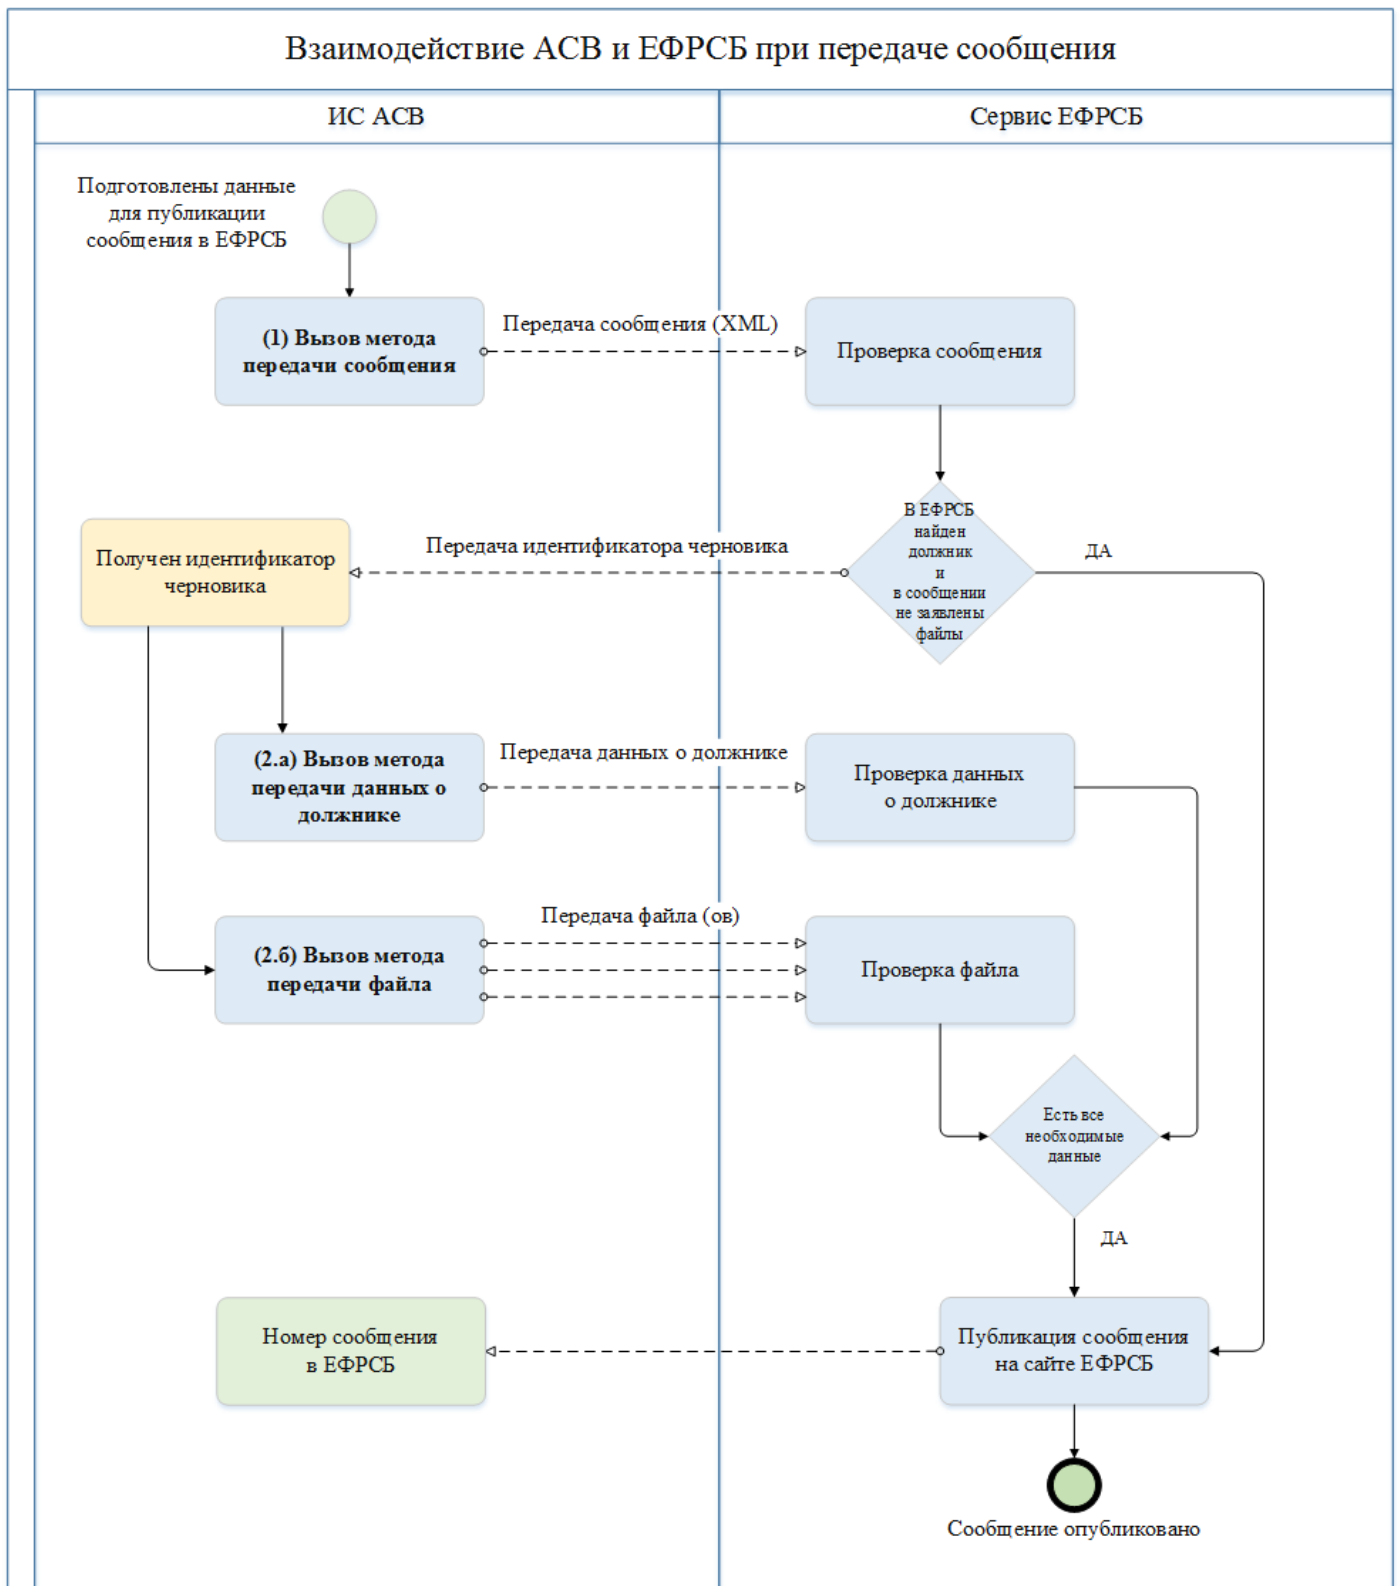 Взаимодействие АСВ и ЕФРСБ при передаче сообщения
ИС АСВ
Сервис ЕФРСБ
Подготовлены данные
для публикации
сообщения в ЕФРСБ
(1) Вызов метода
передачи сообщения
Передача сообщения (XML)
Проверка сообщения
В ЕФРСБ
найден
должник
и
в сообщении
не заявлены
файлы
ДА
Передача идентификатора черновика
Получен идентификатор
черновика
(2.а) Вызов метода
передачи данных о
должнике
Передача данных о должнике
Проверка данных
о должнике
(2.б) Вызов метода
передачи файла
Передача файла (ов)
Проверка файла
Есть все
необходимые
данные
ДА
Номер сообщения
в ЕФРСБ
Публикация сообщения
на сайте ЕФРСБ
Сообщение опубликовано